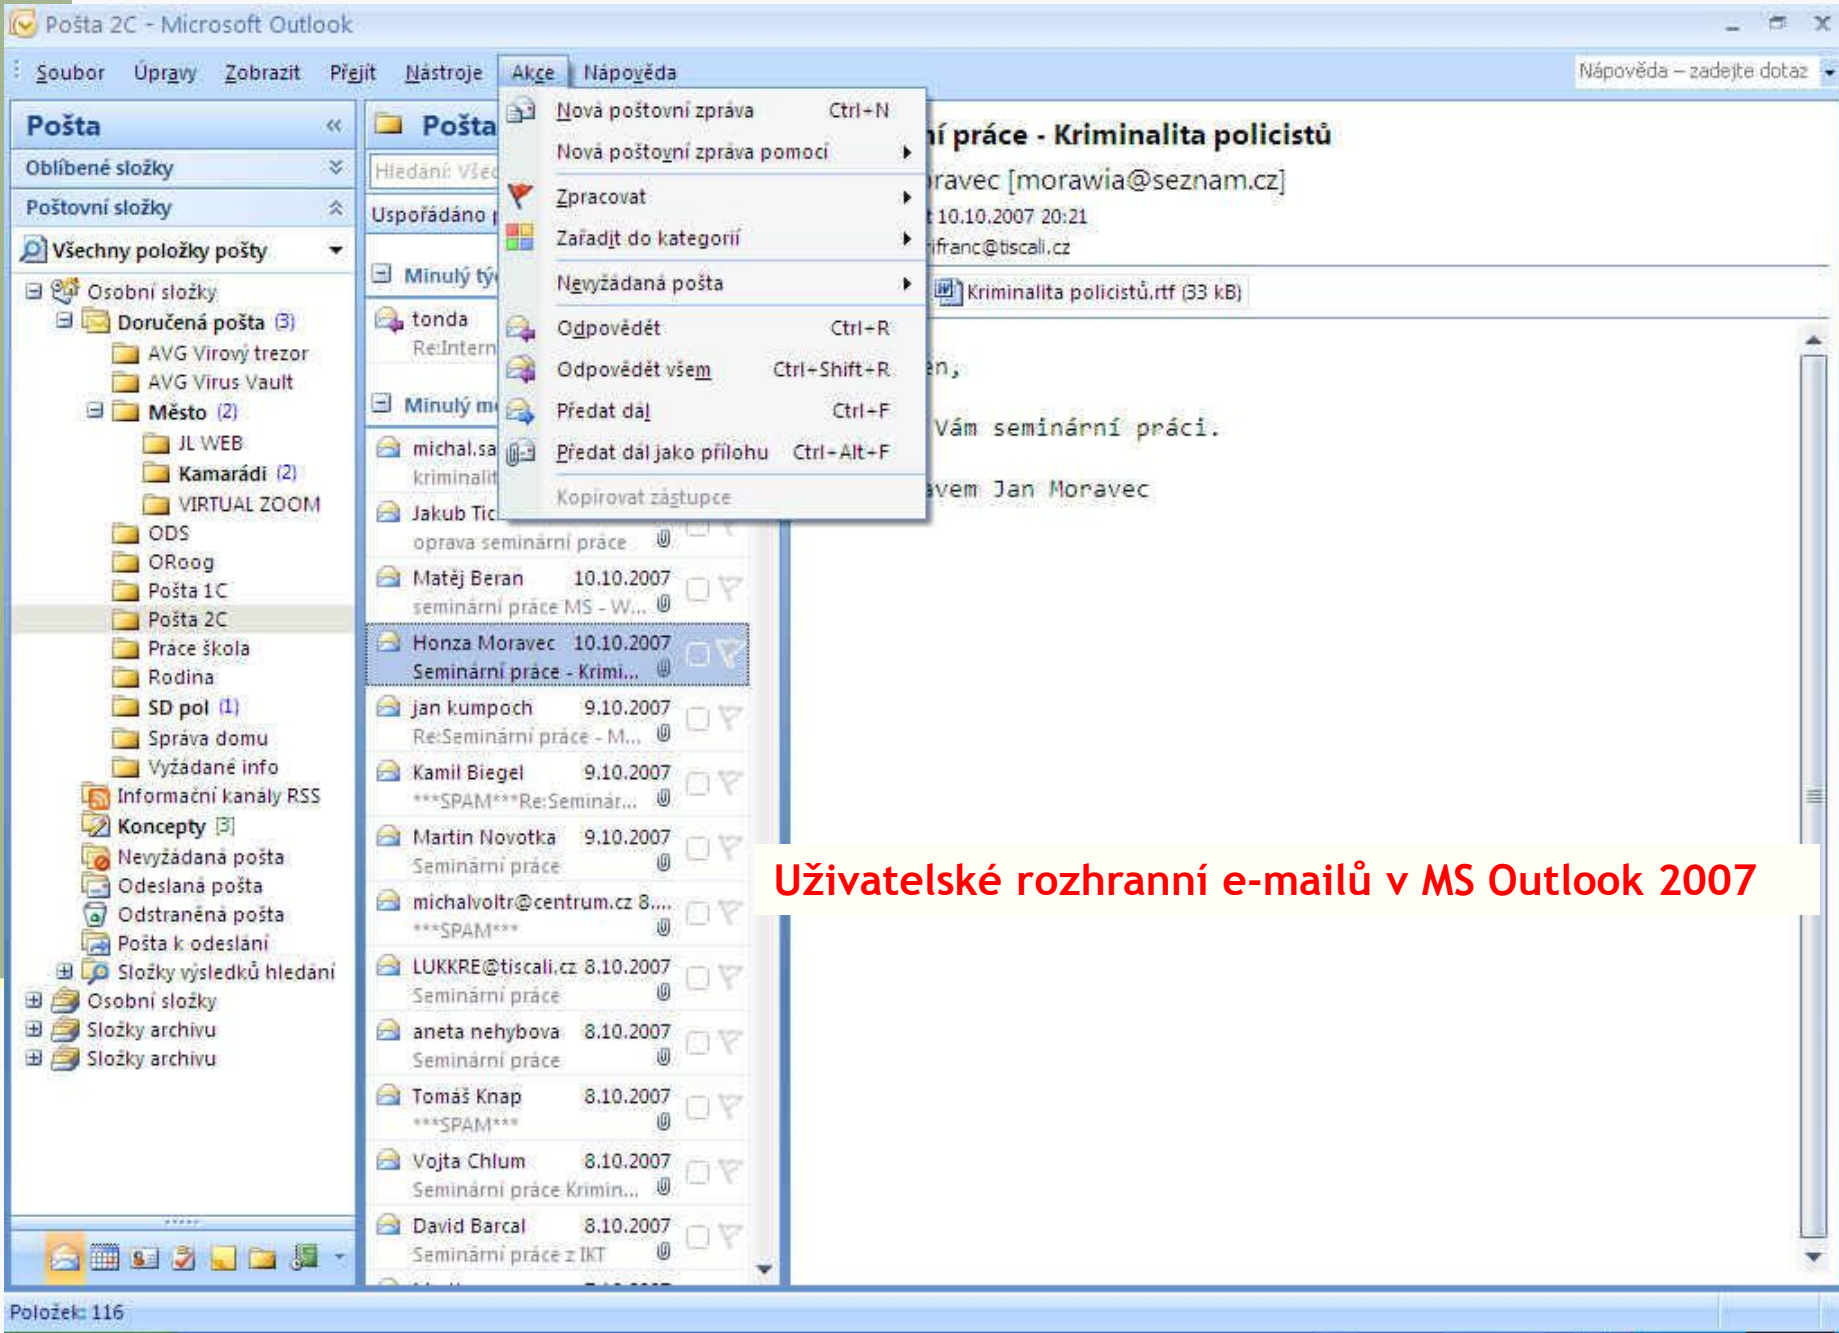 Pošta 2C - Microsoft Outlook
Soubor Úpravy Zobrazit Přejít Nástroje Akce Nápověda
Nápověda – zadejte dotaz
Pošta «
Oblíbené složky
Poštovní složky
Všechny položky pošty
Osobní složky
Doručená pošta (3)
AVG Virový trezor
AVG Virus Vault
Město (2)
JL WEB
Kamarádi (2)
VIRTUAL ZOOM
ODS
ORoog
Pošta 1C
Pošta 2C
Práce škola
Rodina
SD pol (1)
Správa domu
Vyžádané info
Informační kanály RSS
Koncepty [3]
Nevyžádaná pošta
Odeslaná pošta
Odstraněná pošta
Pošta k odeslání
Složky výsledků hledání
Osobní složky
Složky archivu
Složky archivu
Položek: 116
Pošta
Hledání: Všec
Uspořádáno
Minulý tý
tonda
Re:Intern
Minulý m
michal.sa
kriminalit
Jakub Tic
oprava seminární práce
Matěj Beran 10.10.2007
seminární práce MS - W...
Honza Moravec 10.10.2007
Seminární práce - Krimi...
jan kumpoch 9.10.2007
Re:Seminární práce - M...
Kamil Biegel 9.10.2007
***SPAM***Re:Seminár...
Martin Novotka 9.10.2007
Seminární práce
michalvoltr@centrum.cz 8....
***SPAM***
LUKKRE@tiscali.cz 8.10.2007
Seminární práce
aneta nehybova 8.10.2007
Seminární práce
Tomáš Knap 8.10.2007
***SPAM***
Vojta Chlum 8.10.2007
Seminární práce Krimin...
David Barcal 8.10.2007
Seminární práce z IKT
Nová poštovní zpráva Ctrl+N
Nová poštovní zpráva pomocí
Zpracovat
Zařadit do kategorií
Nevyžádaná pošta
Odpovědět Ctrl+R
Odpovědět všem Ctrl+Shift+R
Předat dál Ctrl+F
Předat dál jako přílohu Ctrl+Alt+F
Kopírovat zástupce
ní práce - Kriminalita policistů
ravec [morawia@seznam.cz]
t 10.10.2007 20:21
ifranc@tiscali.cz
Kriminalita policistů.rtf (33 kB)
en,
Vám seminární práci.
avem Jan Moravec
Uživatelské rozhranní e-mailů v MS Outlook 2007